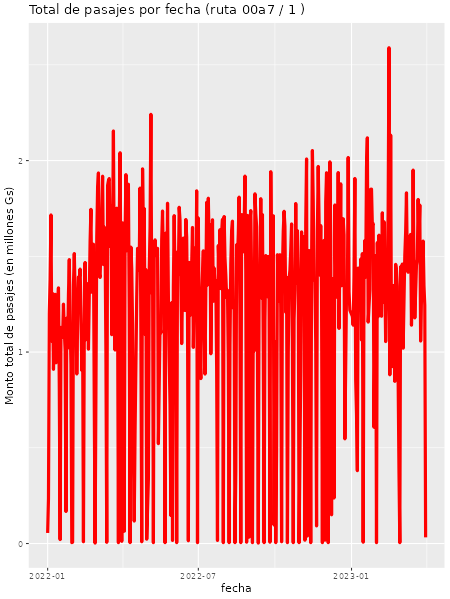 Total de pasajes por fecha (ruta 00a7 / 1 )
Monto total de pasajes (en millones Gs)
2
1
0
2022-01
2022-07
2023-01
fecha